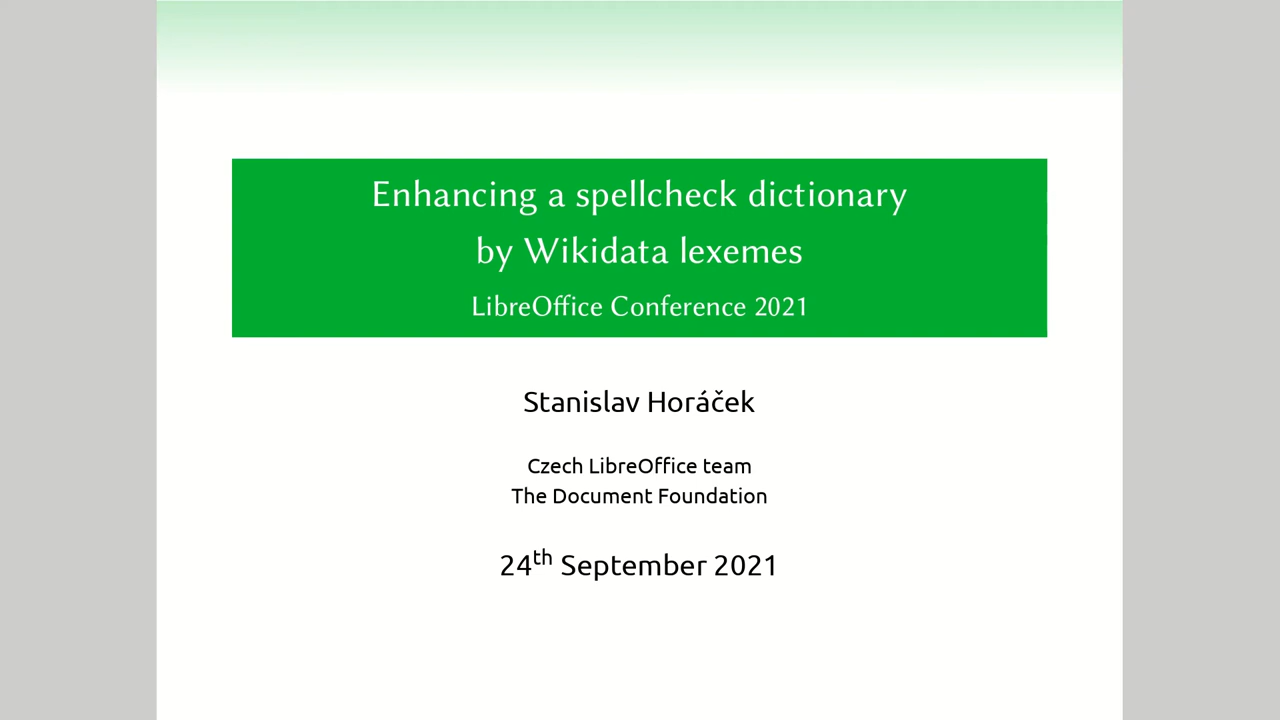 Enhancing a spellcheck dictionary
by Wikidata lexemes
LibreOffice Conference 2021
Stanislav Horáček
Czech LibreOffice team
The Document Foundation
24th September 2021